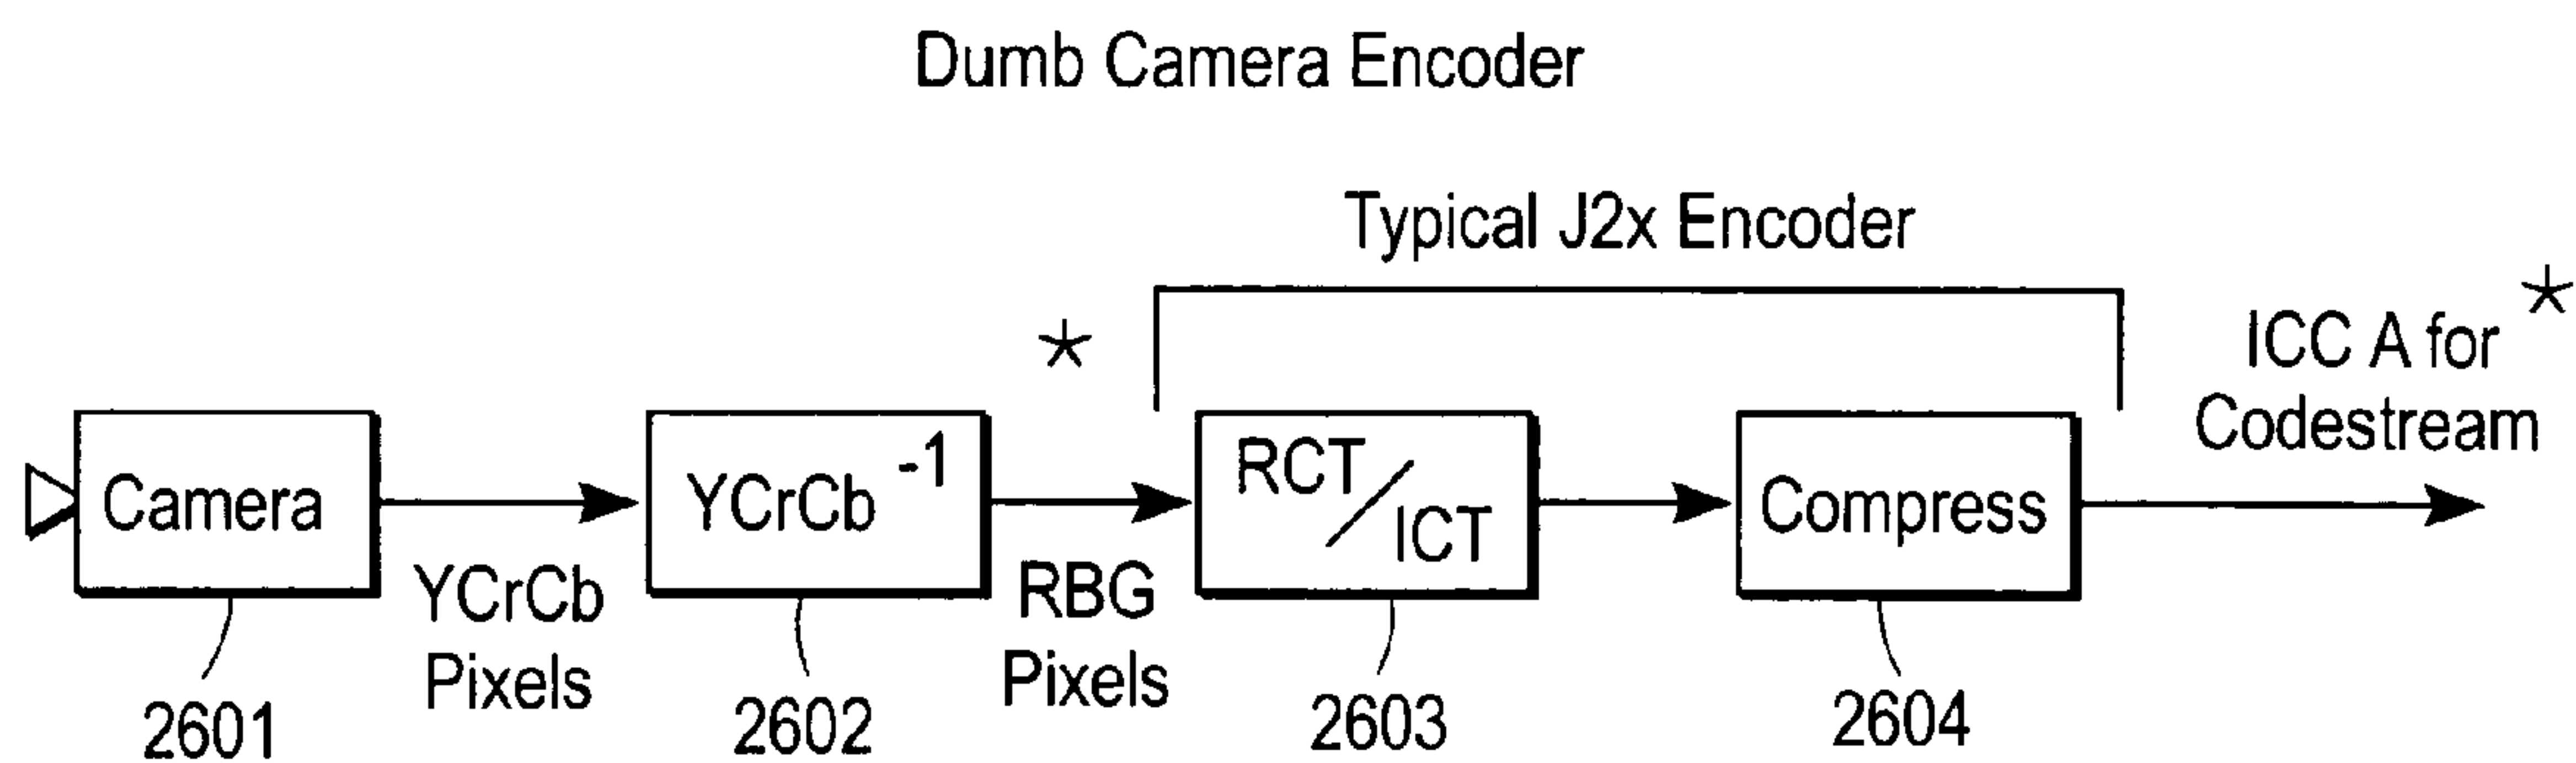 Dumb Camera Encoder
Typical J2x Encoder
*
*
ICC A for
Codestream
Camera
YCrCb -1
RCT/ICT
Compress
YCrCb
Pixels
RBG
Pixels
2601
2602
2603
2604